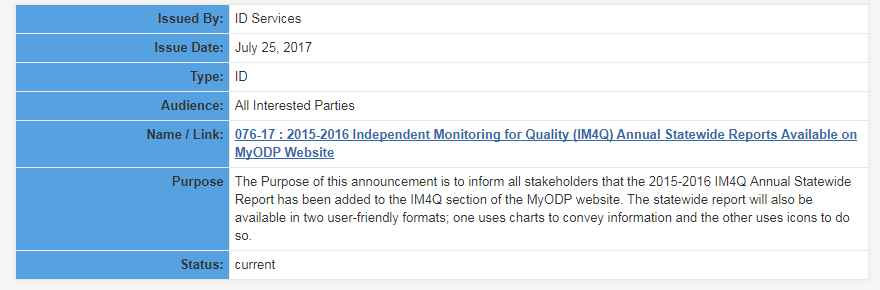 Issued By: ID Services
Issue Date: July 25, 2017
Type: ID
Audience: All Interested Parties
Name / Link: 076-17 : 2015-2016 Independent Monitoring for Quality (IM4Q) Annual Statewide Reports Available on
MyODP Website
Purpose The Purpose of this announcement is to inform all stakeholders that the 2015-2016 IM4Q Annual Statewide
Report has been added to the IM4Q section of the MyODP website. The statewide report will also be
available in two user-friendly formats; one uses charts to convey information and the other uses icons to do
so.
Status: current